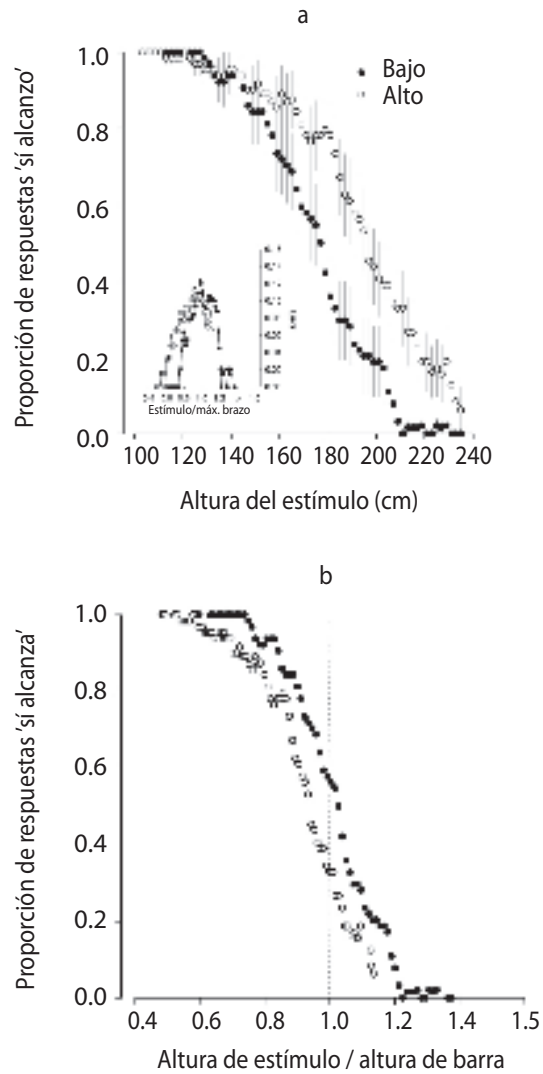 a
1.0
0.8
0.6
0.4
0.2
0.0
Proporción de respuestas 'sí alcanzo'
Bajo
Alto
Estímulo/máx. brazo
100 120 140 160 180 200 220 240
Altura del estímulo (cm)
b
1.0
0.8
0.6
0.4
0.2
0.0
Proporción de respuestas 'sí alcanza'
0.4 0.6 0.8 1.0 1.2 1.4 1.5
Altura de estímulo / altura de barra